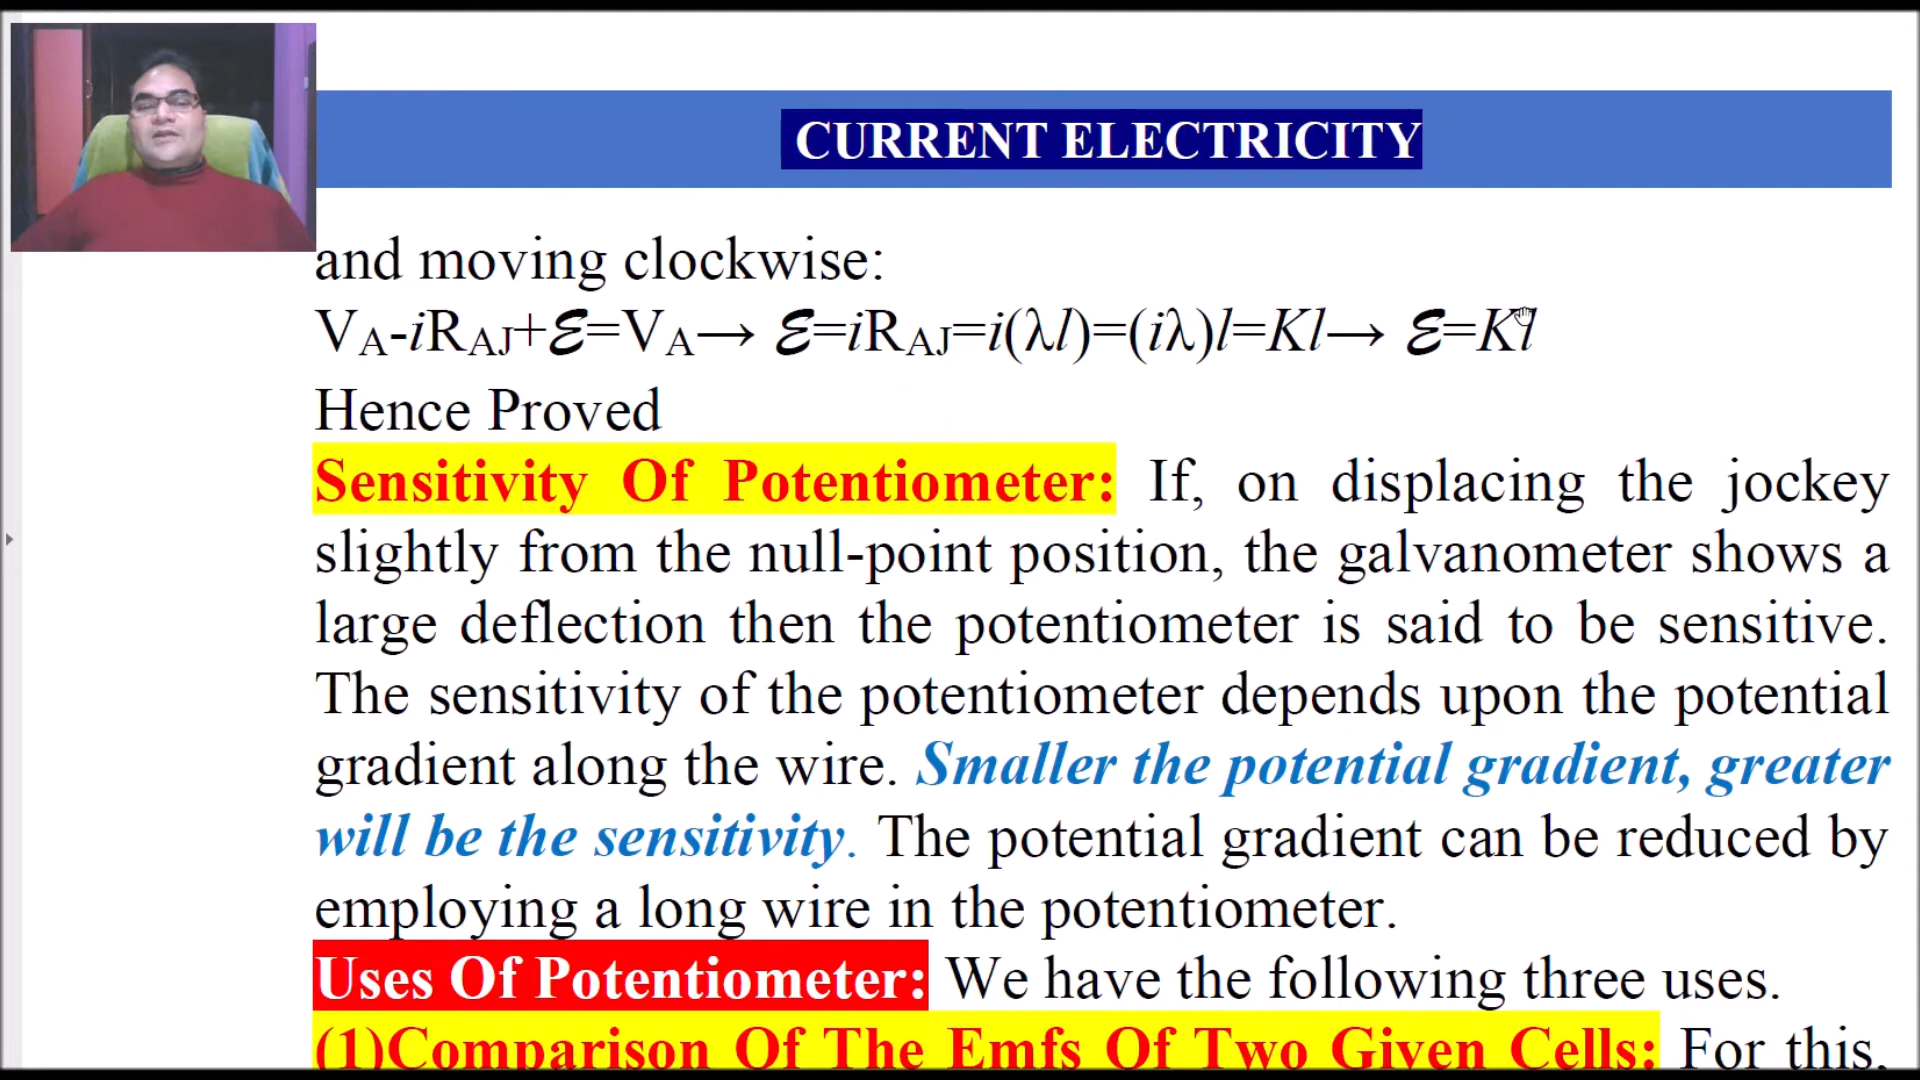 CURRENT ELECTRICITY
and moving clockwise:
V_A-iR_AJ+ℰ=V_A→ ℰ=iR_AJ=i(λl)=(iλ)l=Kl→ ℰ=Kl
Hence Proved
Sensitivity Of Potentiometer: If, on displacing the jockey
slightly from the null-point position, the galvanometer shows a
large deflection then the potentiometer is said to be sensitive.
The sensitivity of the potentiometer depends upon the potential
gradient along the wire. Smaller the potential gradient, greater
will be the sensitivity. The potential gradient can be reduced by
employing a long wire in the potentiometer.
Uses Of Potentiometer: We have the following three uses.
(1)Comparison Of The Emfs Of Two Given Cells: For this,